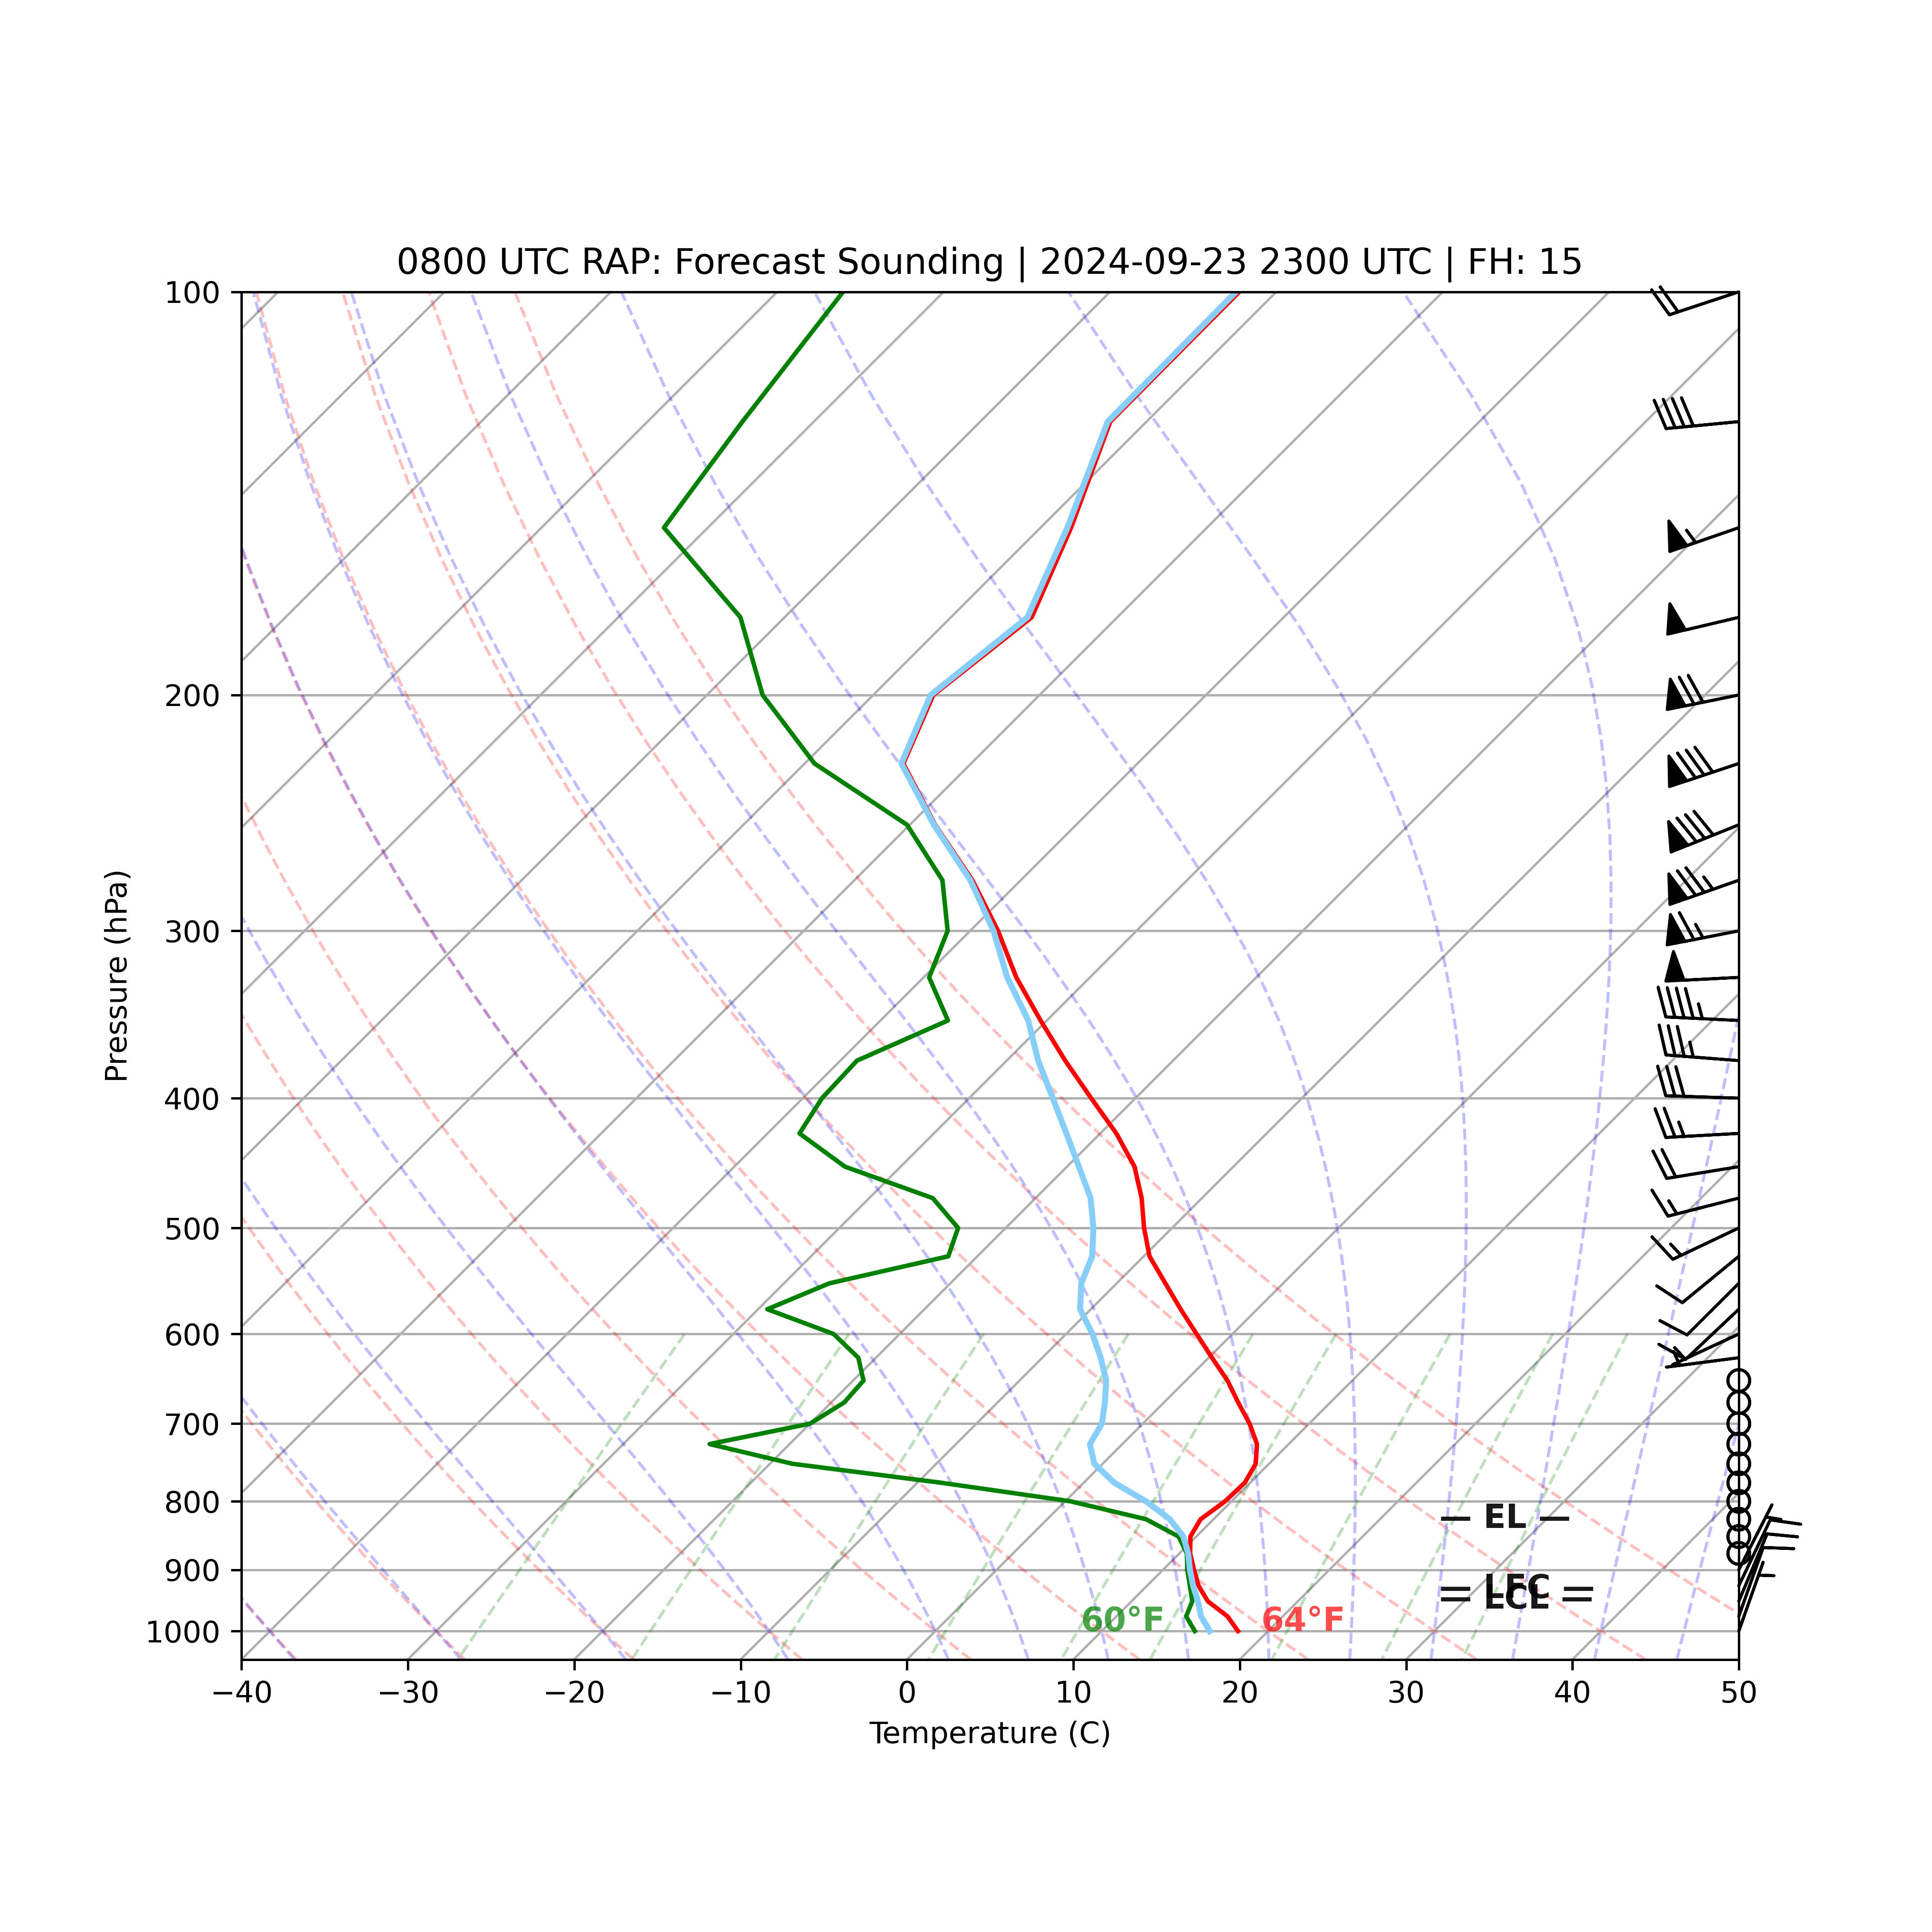 0800 UTC RAP: Forecast Sounding | 2024-09-23 2300 UTC | FH: 15
100
200
300
400
500
600
700
800
900
1000
Pressure (hPa)
— EL —
— LFC —
— LCL —
60°F 64°F
−40 −30 −20 −10 0 10 20 30 40 50
Temperature (C)